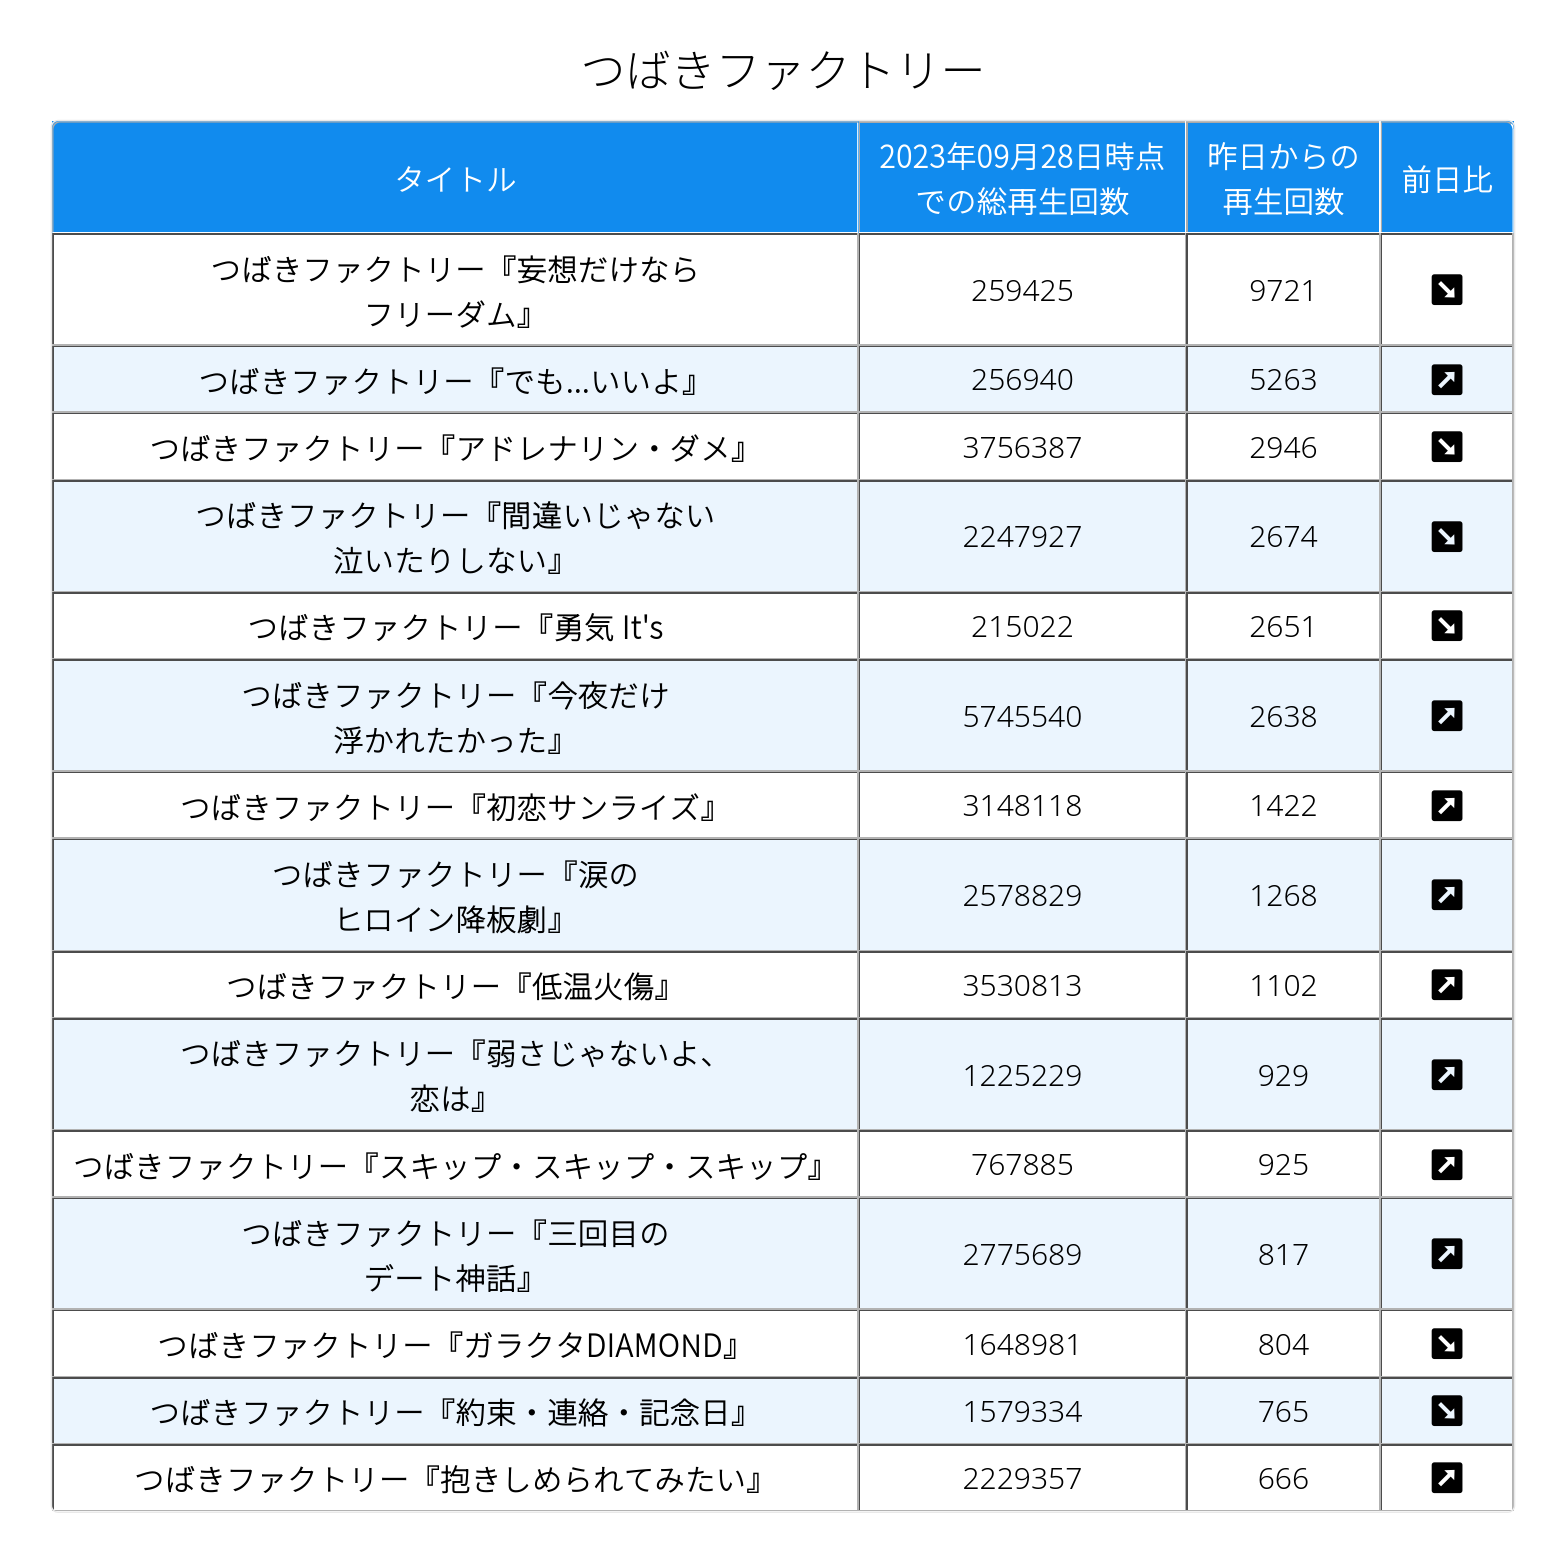 つばきファクトリー
タイトル
2023年09月28日時点
での総再生回数
昨日からの
再生回数
前日比
つばきファクトリー『妄想だけなら
フリーダム』
259425
9721
つばきファクトリー『でも...いいよ』
256940
5263
つばきファクトリー『アドレナリン・ダメ』
3756387
2946
つばきファクトリー『間違いじゃない
泣いたりしない』
2247927
2674
つばきファクトリー『勇気 It's
215022
2651
つばきファクトリー『今夜だけ
浮かれたかった』
5745540
2638
つばきファクトリー『初恋サンライズ』
3148118
1422
つばきファクトリー『涙の
ヒロイン降板劇』
2578829
1268
つばきファクトリー『低温火傷』
3530813
1102
つばきファクトリー『弱さじゃないよ、
恋は』
1225229
929
つばきファクトリー『スキップ・スキップ・スキップ』
767885
925
つばきファクトリー『三回目の
デート神話』
2775689
817
つばきファクトリー『ガラクタDIAMOND』
1648981
804
つばきファクトリー『約束・連絡・記念日』
1579334
765
つばきファクトリー『抱きしめられてみたい』
2229357
666